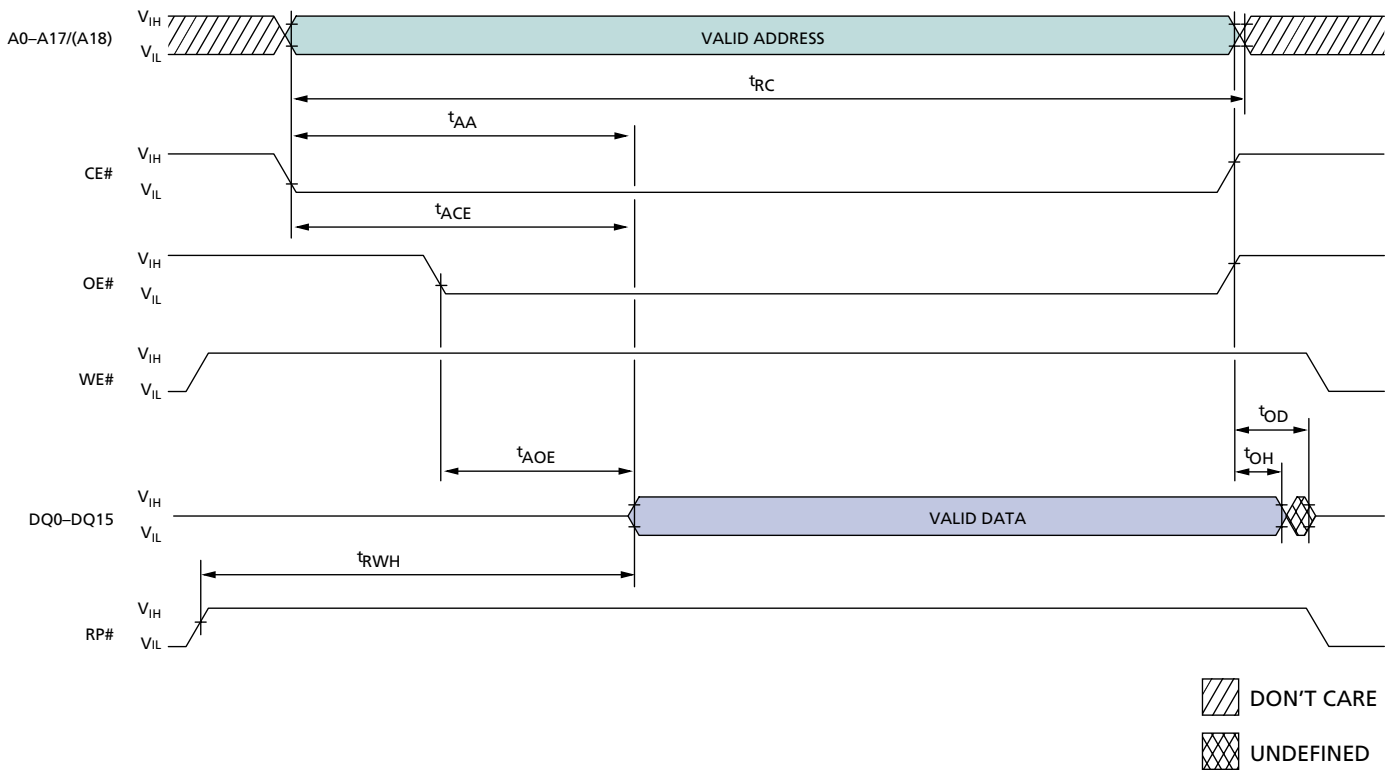 A0–A17/(A18)
VIH
VIL
VALID ADDRESS
tRC
tAA
CE#
VIH
VIL
tACE
OE#
VIH
VIL
WE#
VIH
VIL
tOD
tAOE
tOH
DQ0–DQ15
VIH
VIL
VALID DATA
tRWH
RP#
VIH
VIL
DON'T CARE
UNDEFINED